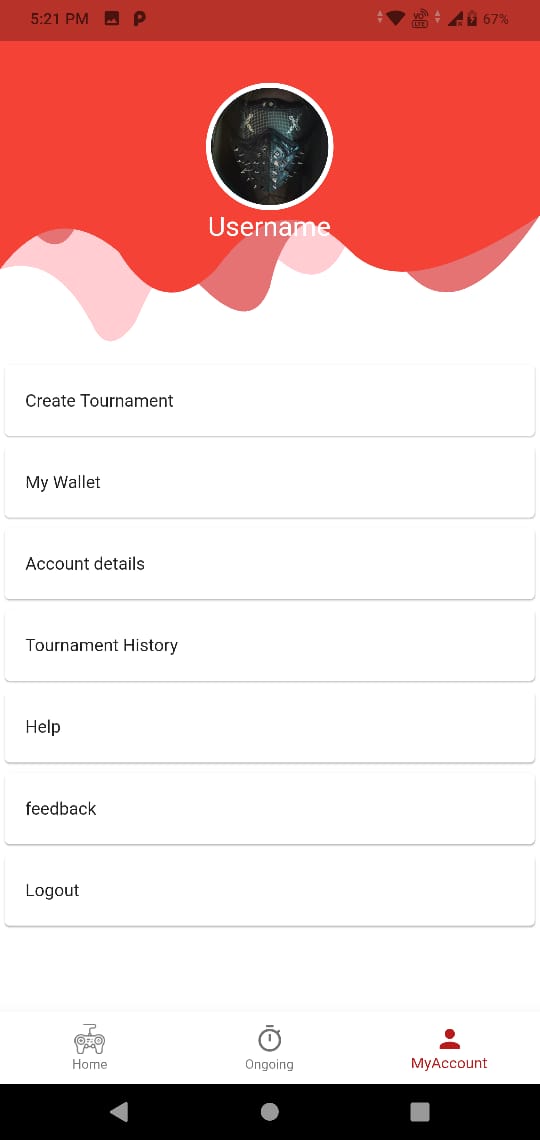 5:21 PM 67%
Username
Create Tournament
My Wallet
Account details
Tournament History
Help
feedback
Logout
Home Ongoing MyAccount